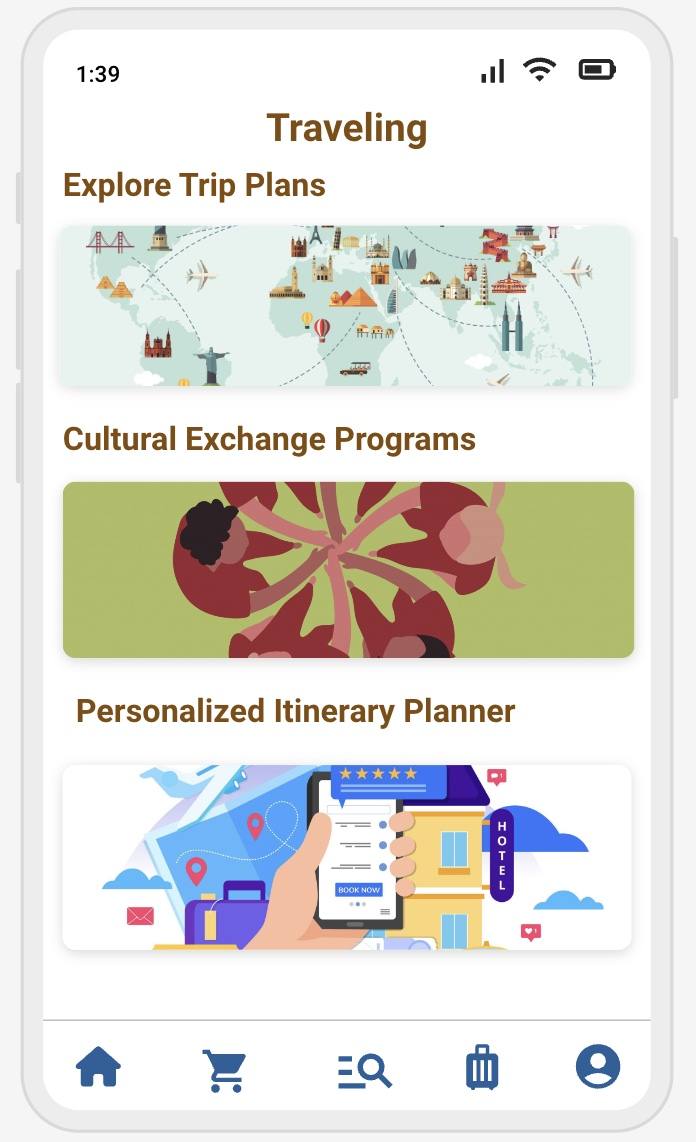 1:39
Traveling
Explore Trip Plans
Cultural Exchange Programs
Personalized Itinerary Planner
BOOK NOW
HOTEL